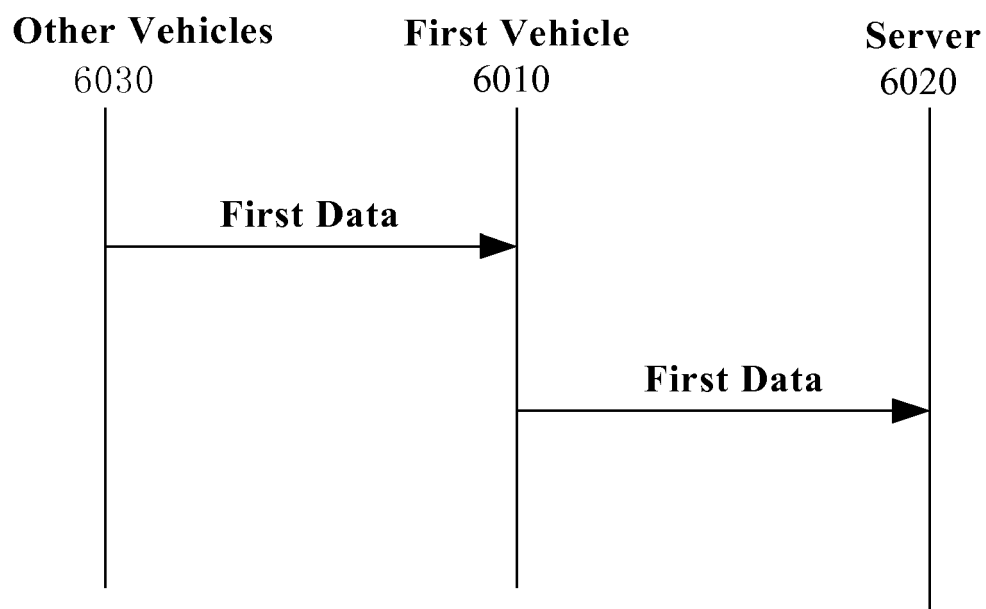 Other Vehicles
6030
First Vehicle
6010
Server
6020
First Data
First Data